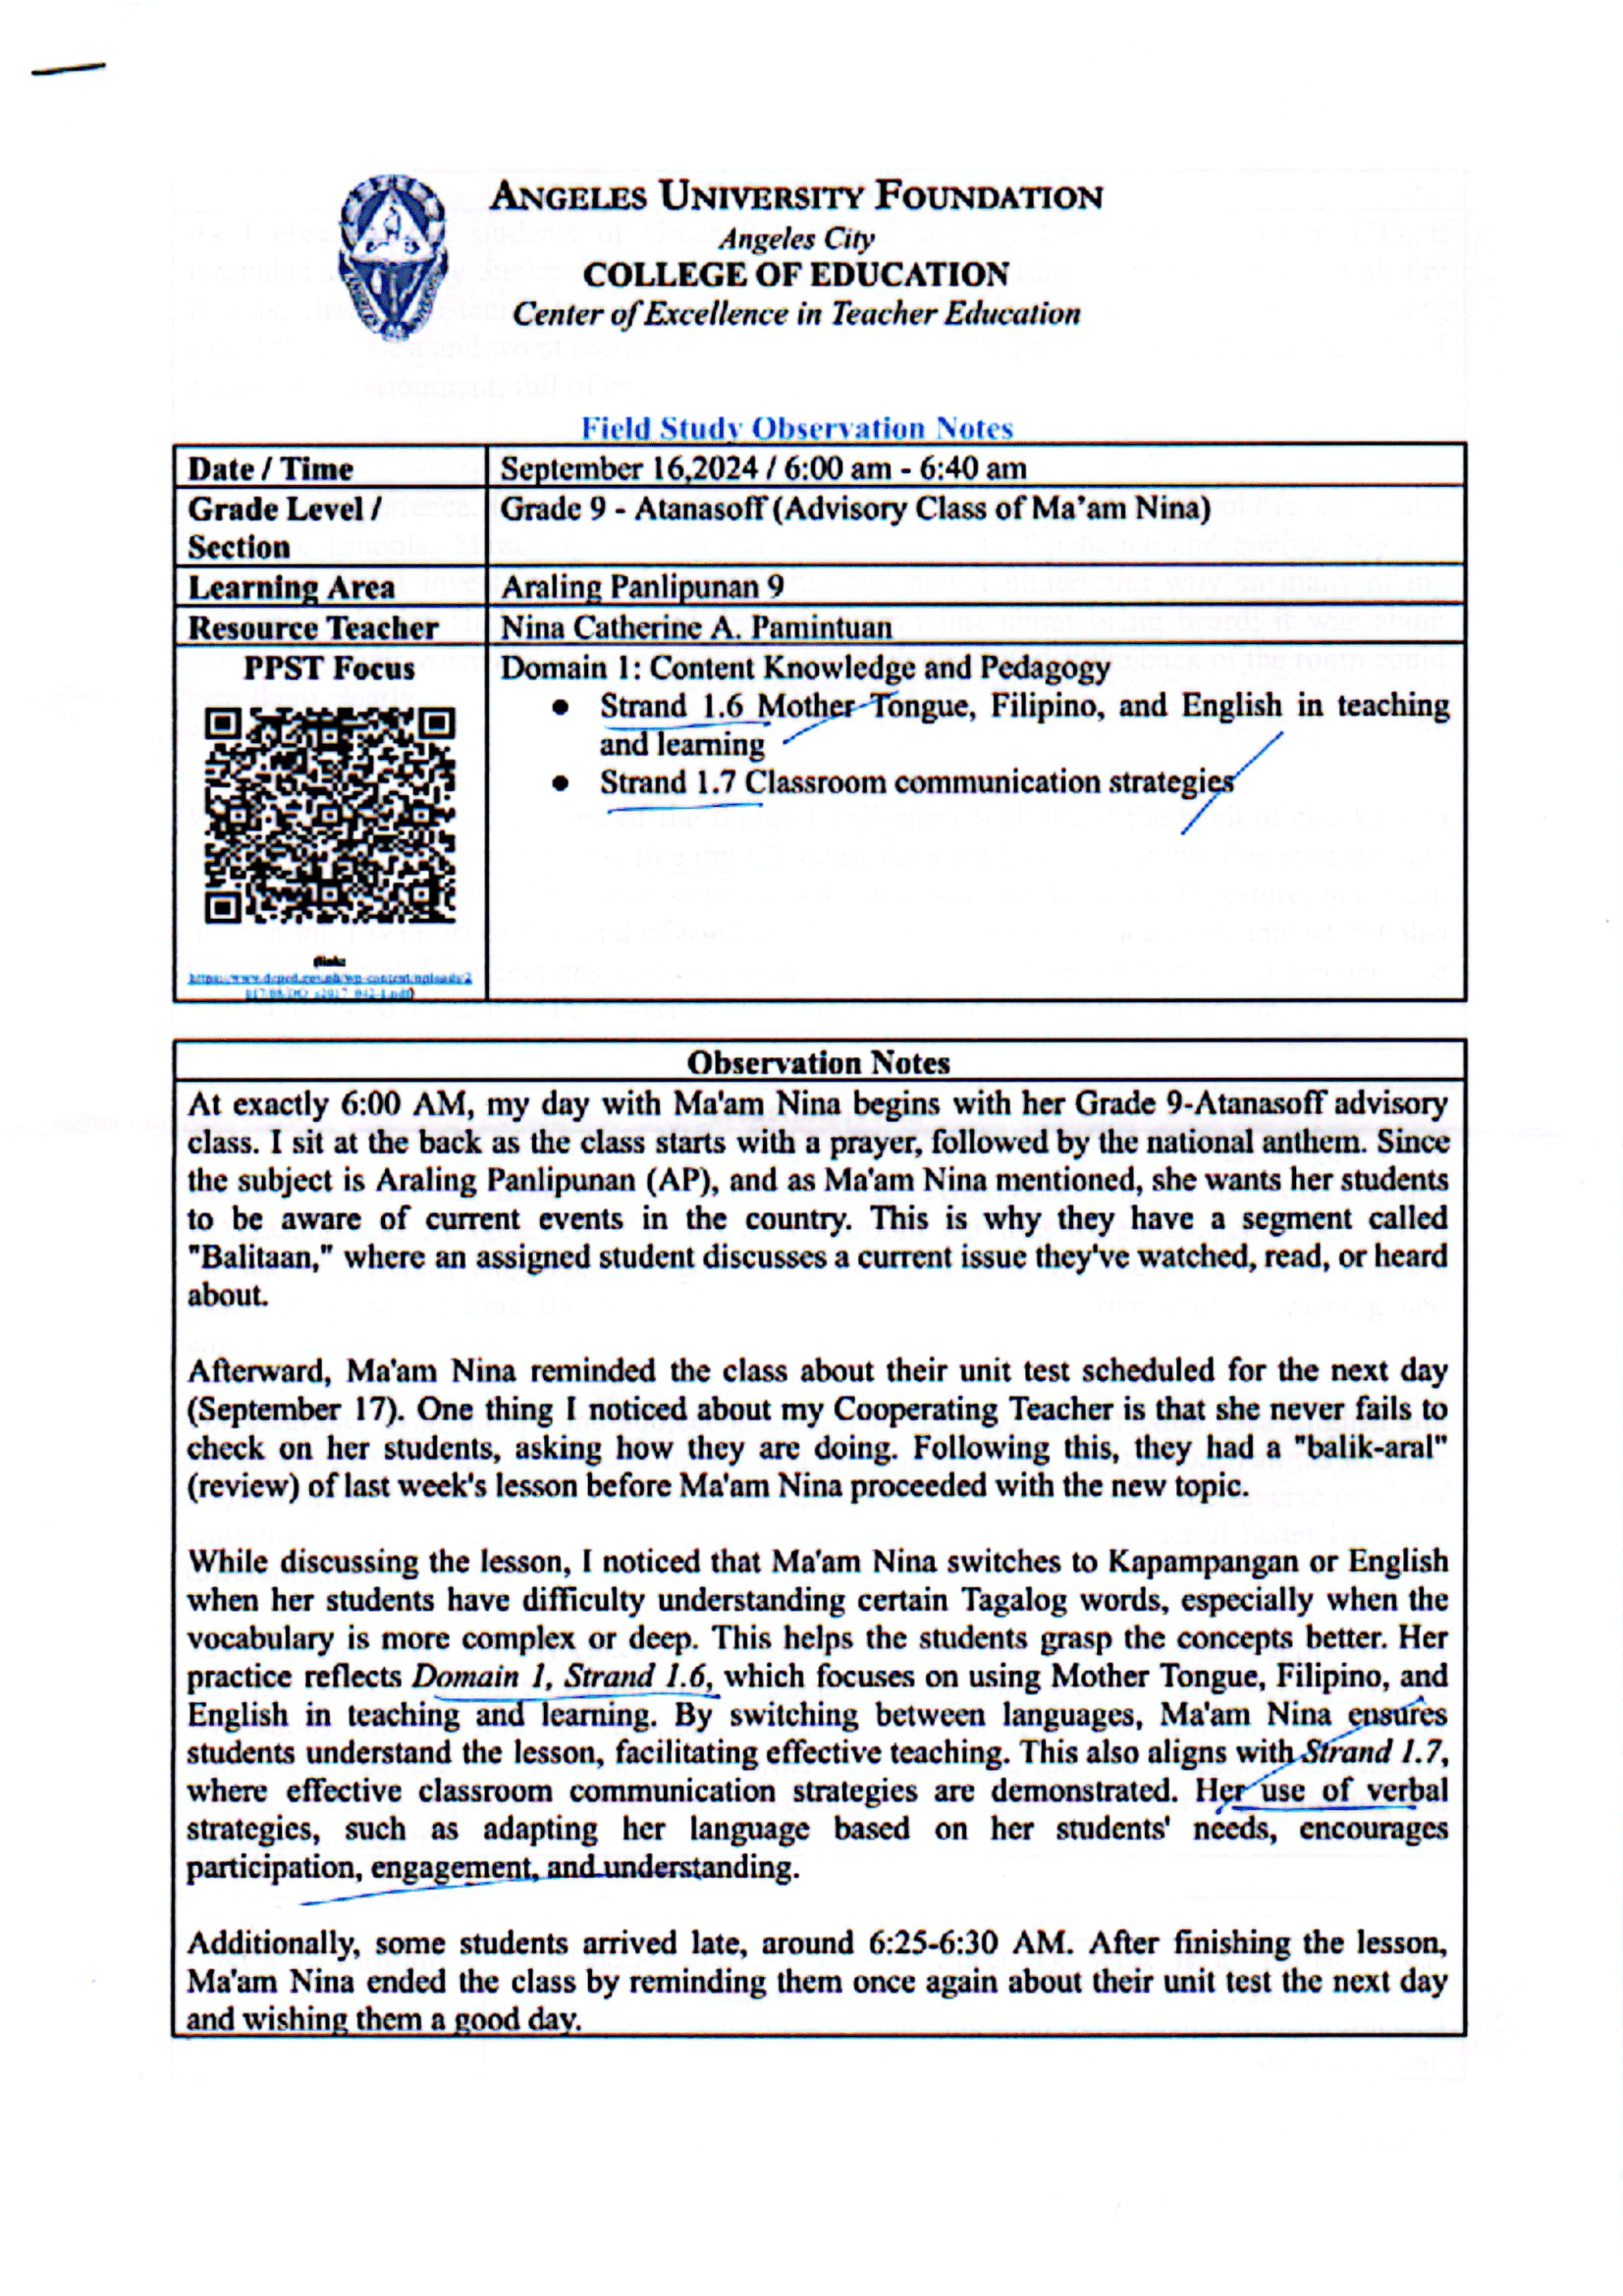 ANGELES UNIVERSITY FOUNDATION
Angeles City
COLLEGE OF EDUCATION
Center of Excellence in Teacher Education
Field Study Observation Notes
Date / Time September 16,2024 / 6:00 am - 6:40 am
Grade Level / Section Grade 9 - Atanasoff (Advisory Class of Ma'am Nina)
Learning Area Araling Panlipunan 9
Resource Teacher Nina Catherine A. Pamintuan
PPST Focus
Domain 1: Content Knowledge and Pedagogy
● Strand 1.6 Mother Tongue, Filipino, and English in teaching
and learning
● Strand 1.7 Classroom communication strategies
(link:
https://www.deped.gov.ph/wp-content/uploads/2
017/08/DO_s2017_042-1.pdf)
Observation Notes
At exactly 6:00 AM, my day with Ma'am Nina begins with her Grade 9-Atanasoff advisory
class. I sit at the back as the class starts with a prayer, followed by the national anthem. Since
the subject is Araling Panlipunan (AP), and as Ma'am Nina mentioned, she wants her students
to be aware of current events in the country. This is why they have a segment called
"Balitaan," where an assigned student discusses a current issue they've watched, read, or heard
about.
Afterward, Ma'am Nina reminded the class about their unit test scheduled for the next day
(September 17). One thing I noticed about my Cooperating Teacher is that she never fails to
check on her students, asking how they are doing. Following this, they had a "balik-aral"
(review) of last week's lesson before Ma'am Nina proceeded with the new topic.
While discussing the lesson, I noticed that Ma'am Nina switches to Kapampangan or English
when her students have difficulty understanding certain Tagalog words, especially when the
vocabulary is more complex or deep. This helps the students grasp the concepts better. Her
practice reflects Domain 1, Strand 1.6, which focuses on using Mother Tongue, Filipino, and
English in teaching and learning. By switching between languages, Ma'am Nina ensures
students understand the lesson, facilitating effective teaching. This also aligns with Strand 1.7,
where effective classroom communication strategies are demonstrated. Her use of verbal
strategies, such as adapting her language based on her students' needs, encourages
participation, engagement, and understanding.
Additionally, some students arrived late, around 6:25-6:30 AM. After finishing the lesson,
Ma'am Nina ended the class by reminding them once again about their unit test the next day
and wishing them a good day.